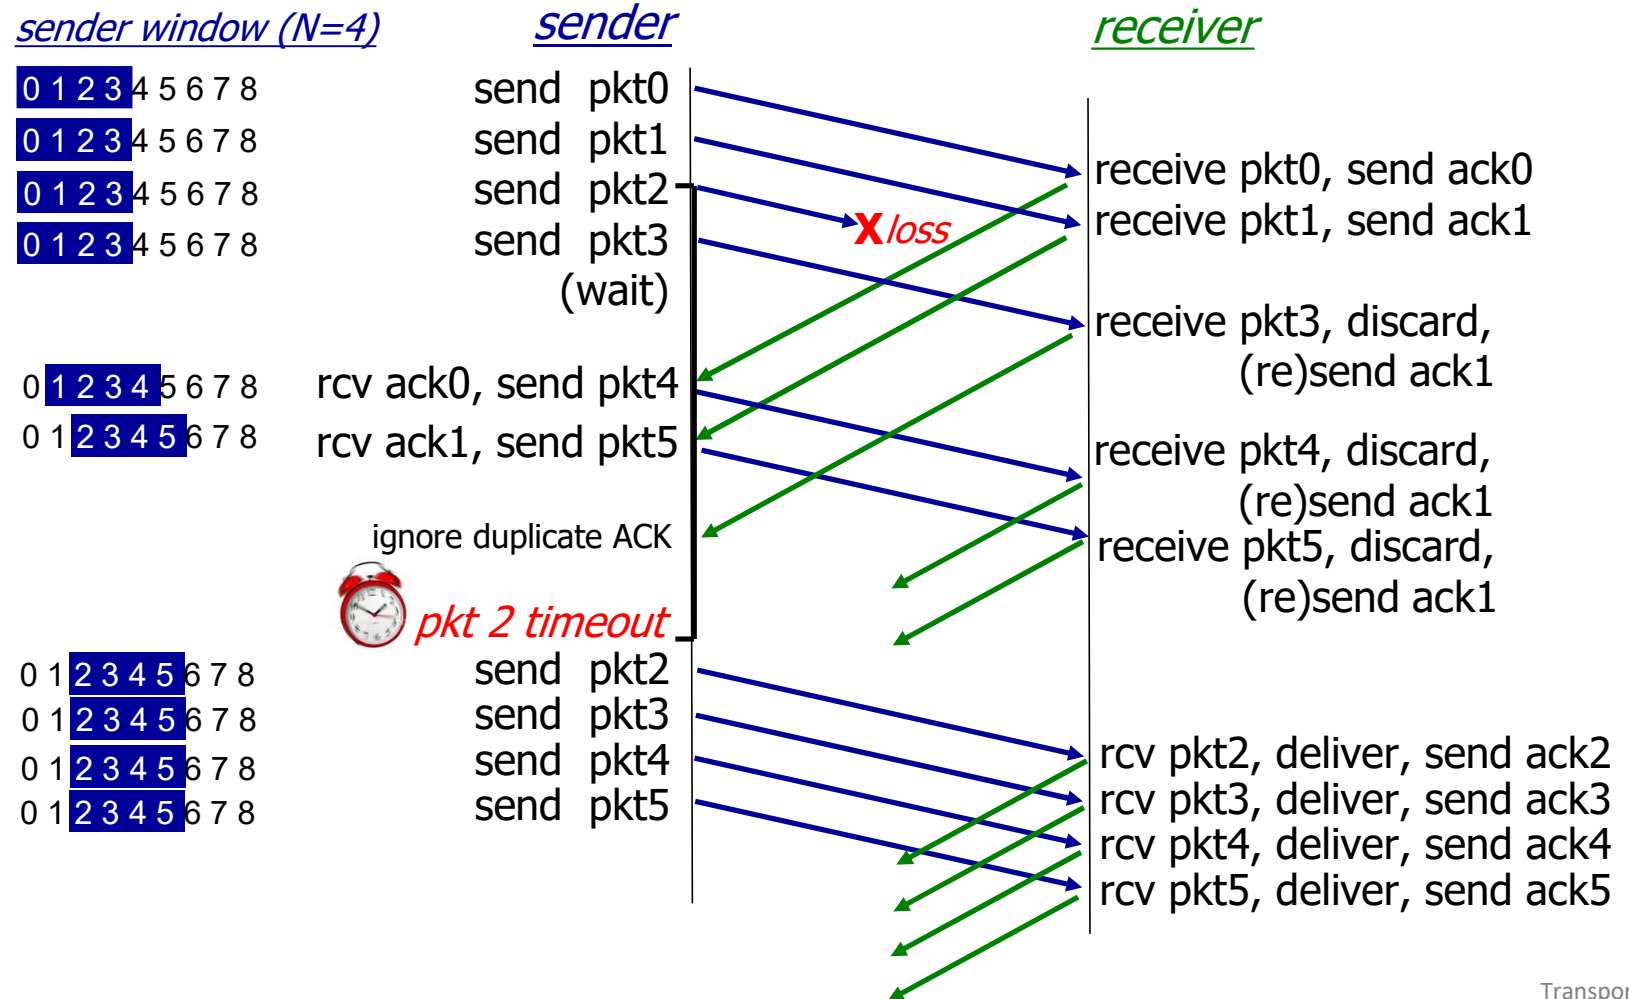 sender window (N=4)
sender
receiver
0 1 2 3 4 5 6 7 8
send pkt0
0 1 2 3 4 5 6 7 8
send pkt1
receive pkt0, send ack0
0 1 2 3 4 5 6 7 8
send pkt2
receive pkt1, send ack1
X loss
0 1 2 3 4 5 6 7 8
send pkt3
(wait)
receive pkt3, discard,
(re)send ack1
0 1 2 3 4 5 6 7 8
rcv ack0, send pkt4
0 1 2 3 4 5 6 7 8
rcv ack1, send pkt5
receive pkt4, discard,
(re)send ack1
ignore duplicate ACK
receive pkt5, discard,
(re)send ack1
pkt 2 timeout
0 1 2 3 4 5 6 7 8
send pkt2
0 1 2 3 4 5 6 7 8
send pkt3
0 1 2 3 4 5 6 7 8
send pkt4
0 1 2 3 4 5 6 7 8
send pkt5
rcv pkt2, deliver, send ack2
rcv pkt3, deliver, send ack3
rcv pkt4, deliver, send ack4
rcv pkt5, deliver, send ack5